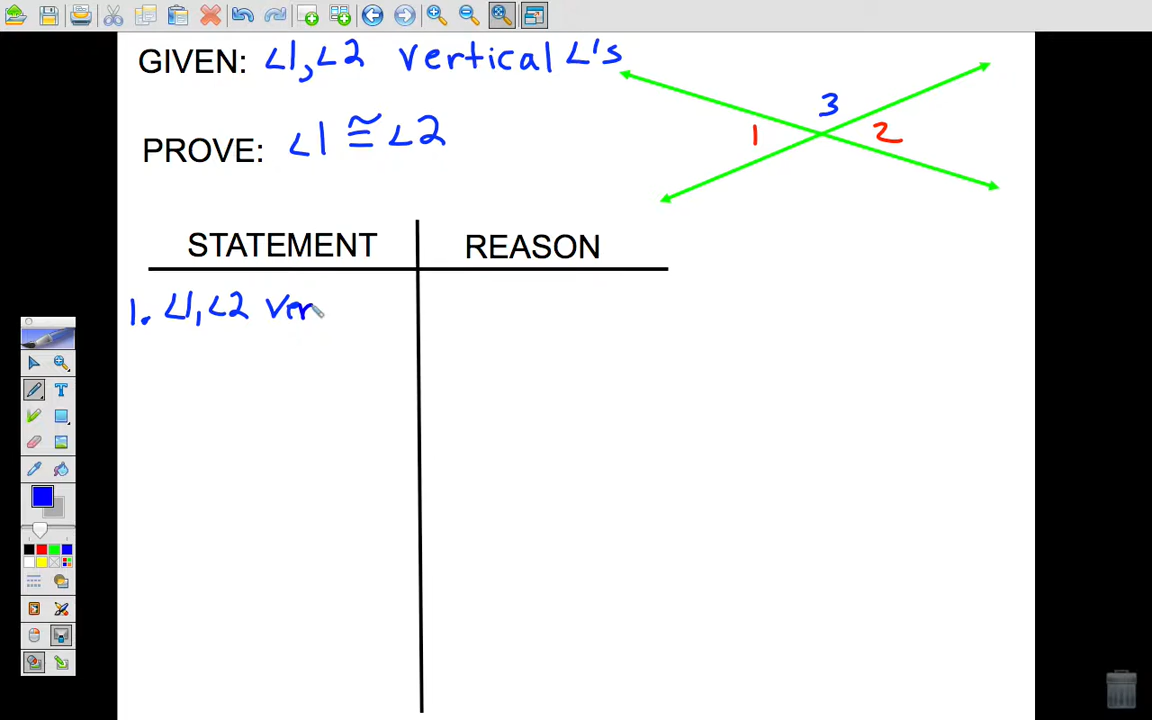 GIVEN: ∠1,∠2 vertical ∠'s
PROVE: ∠1 ≅ ∠2
3
1 2
STATEMENT REASON
1. ∠1,∠2 ver